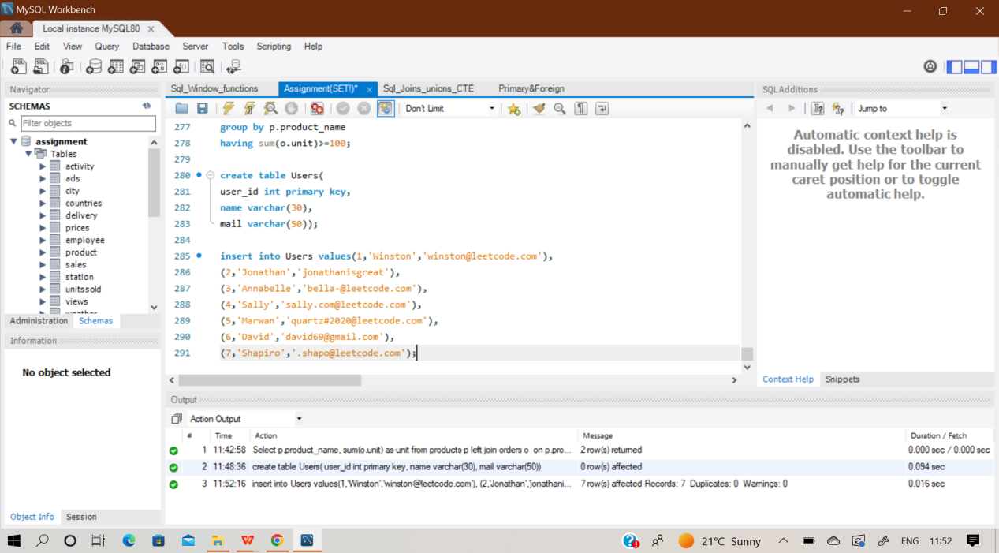 MySQL Workbench
Local instance MySQL80
File Edit View Query Database Server Tools Scripting Help
Navigator
SCHEMAS
Filter objects
assignment
Tables
activity
ads
city
countries
delivery
prices
employee
product
sales
station
unitssold
views
weather
Administration Schemas
Information
No object selected
Object Info Session
Sql_Window_functions Assignment(SET!)* Sql_Joins_unions_CTE Primary&Foreign
Don't Limit
277 group by p.product_name
278 having sum(o.unit)>=100;
279
280 create table Users(
281 user_id int primary key,
282 name varchar(30),
283 mail varchar(50));
284
285 insert into Users values(1,'Winston','winston@leetcode.com'),
286 (2,'Jonathan','jonathanisgreat'),
287 (3,'Annabelle','bella-@leetcode.com'),
288 (4,'Sally','sally.com@leetcode.com'),
289 (5,'Marwan','quartz#2020@leetcode.com'),
290 (6,'David','david69@gmail.com'),
291 (7,'Shapiro','.shapo@leetcode.com');
SQLAdditions
Jump to
Automatic context help is
disabled. Use the toolbar to
manually get help for the current
caret position or to toggle
automatic help.
Context Help Snippets
Output
Action Output
# Time Action Message Duration / Fetch
1 11:42:58 Select p.product_name, sum(o.unit) as unit from products p left join orders o on p.pro... 2 row(s) returned 0.000 sec / 0.000 sec
2 11:48:36 create table Users( user_id int primary key, name varchar(30), mail varchar(50)) 0 row(s) affected 0.094 sec
3 11:52:16 insert into Users values(1,'Winston','winston@leetcode.com'), (2,'Jonathan','jonathani... 7 row(s) affected Records: 7 Duplicates: 0 Warnings: 0 0.016 sec
21°C Sunny ENG 11:52